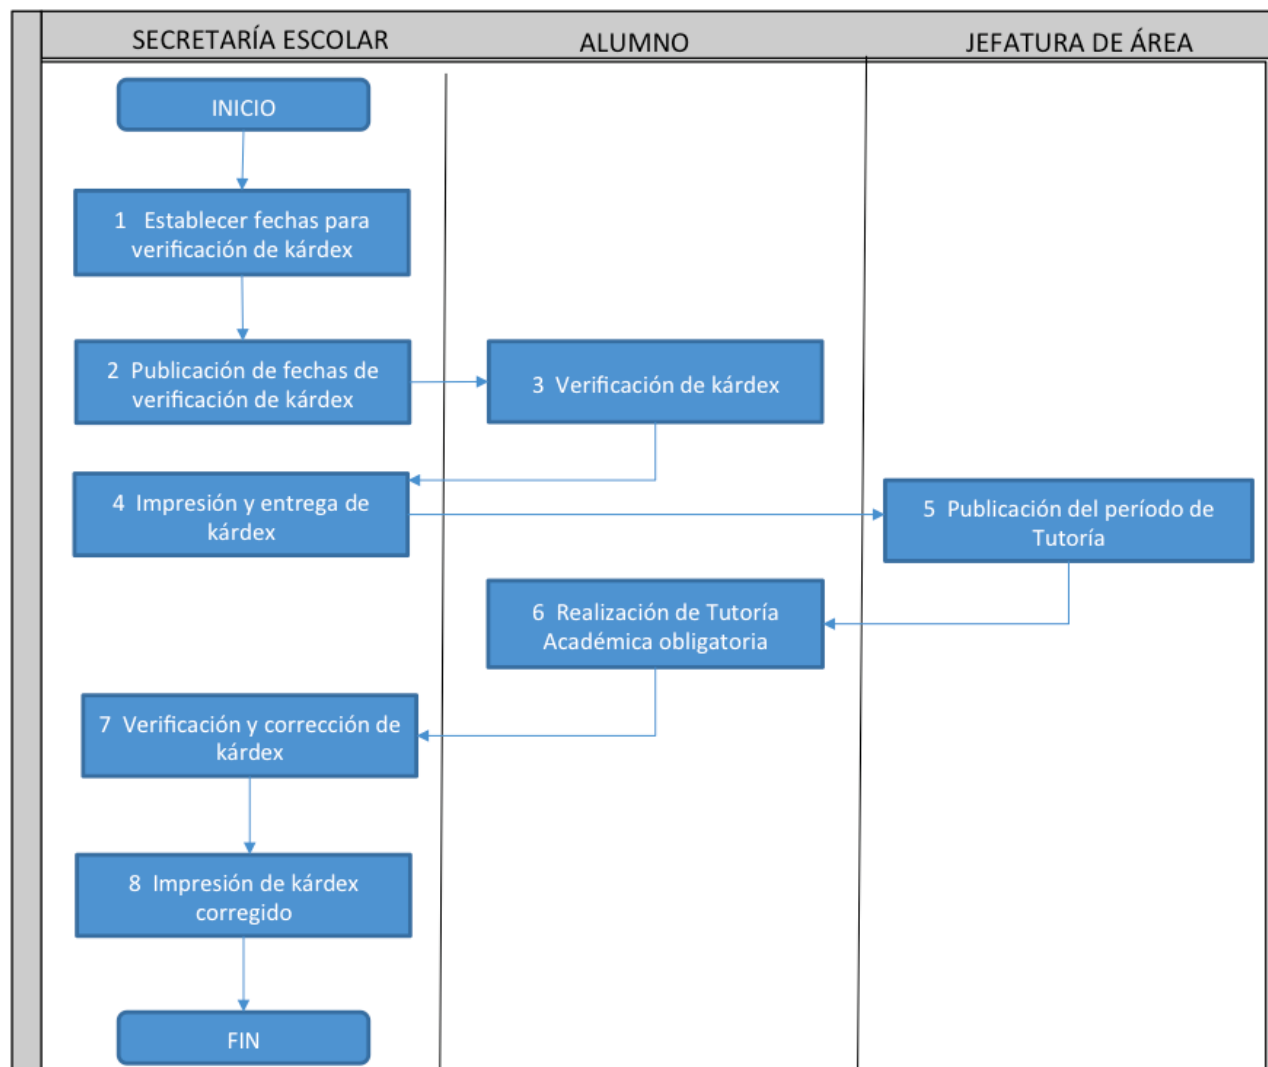 SECRETARÍA ESCOLAR
ALUMNO
JEFATURA DE ÁREA
INICIO
1 Establecer fechas para
verificación de kárdex
2 Publicación de fechas de
verificación de kárdex
3 Verificación de kárdex
4 Impresión y entrega de
kárdex
5 Publicación del período de
Tutoría
6 Realización de Tutoría
Académica obligatoria
7 Verificación y corrección de
kárdex
8 Impresión de kárdex
corregido
FIN